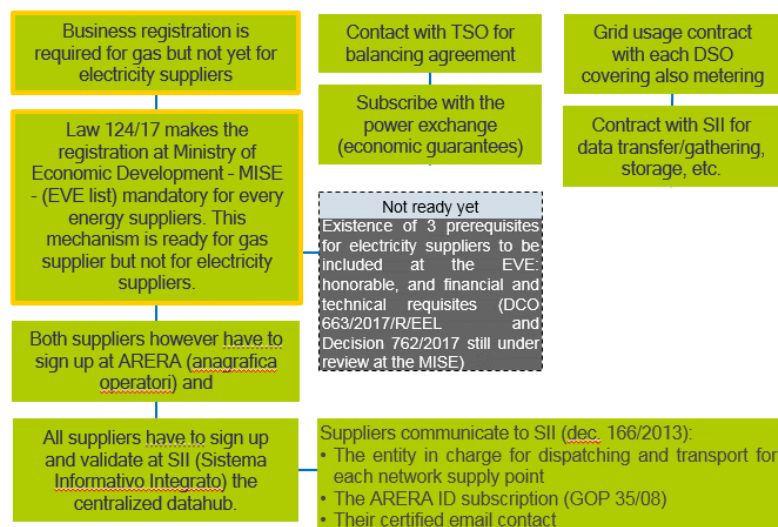 Business registration is
required for gas but not yet for
electricity suppliers
Law 124/17 makes the
registration at Ministry of
Economic Development - MISE
- (EVE list) mandatory for every
energy suppliers. This
mechanism is ready for gas
supplier but not for electricity
suppliers.
Both suppliers however have to
sign up at ARERA (anagrafica
operatori) and
All suppliers have to sign up
and validate at SII (Sistema
Informativo Integrato) the
centralized datahub.
Contact with TSO for
balancing agreement
Subscribe with the
power exchange
(economic guarantees)
Not ready yet
Existence of 3 prerequisites
for electricity suppliers to be
included at the EVE:
honorable, and financial and
technical requisites (DCO
663/2017/R/EEL and
Decision 762/2017 still under
review at the MISE)
Grid usage contract
with each DSO
covering also metering
Contract with SII for
data transfer/gathering,
storage, etc.
Suppliers communicate to SII (dec. 166/2013):
• The entity in charge for dispatching and transport for
each network supply point
• The ARERA ID subscription (GOP 35/08)
• Their certified email contact